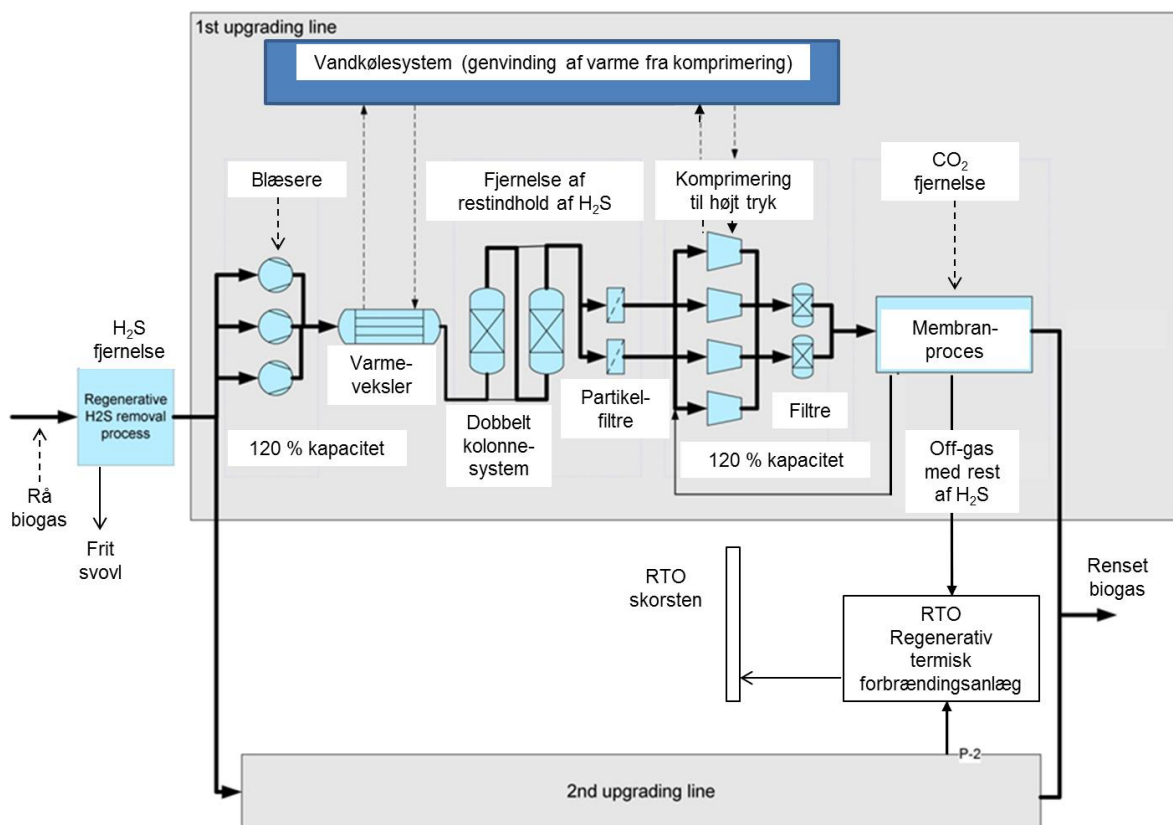 1st upgrading line
Vandkølesystem (genvinding af varme fra komprimering)
Blæsere
Fjernelse af
restindhold af H₂S
Komprimering
til højt tryk
CO₂
fjernelse
H₂S
fjernelse
Regenerative
H2S removal
process
Varme-
veksler
Membran-
proces
Partikel-
filtre
Filtre
Dobbelt
kolonne-
system
120 % kapacitet
120 % kapacitet
Off-gas
med rest
af H₂S
Rå
biogas
Frit
svovl
RTO
skorsten
RTO
Regenerativ
termisk
forbrændingsanlæg
Renset
biogas
P-2
2nd upgrading line